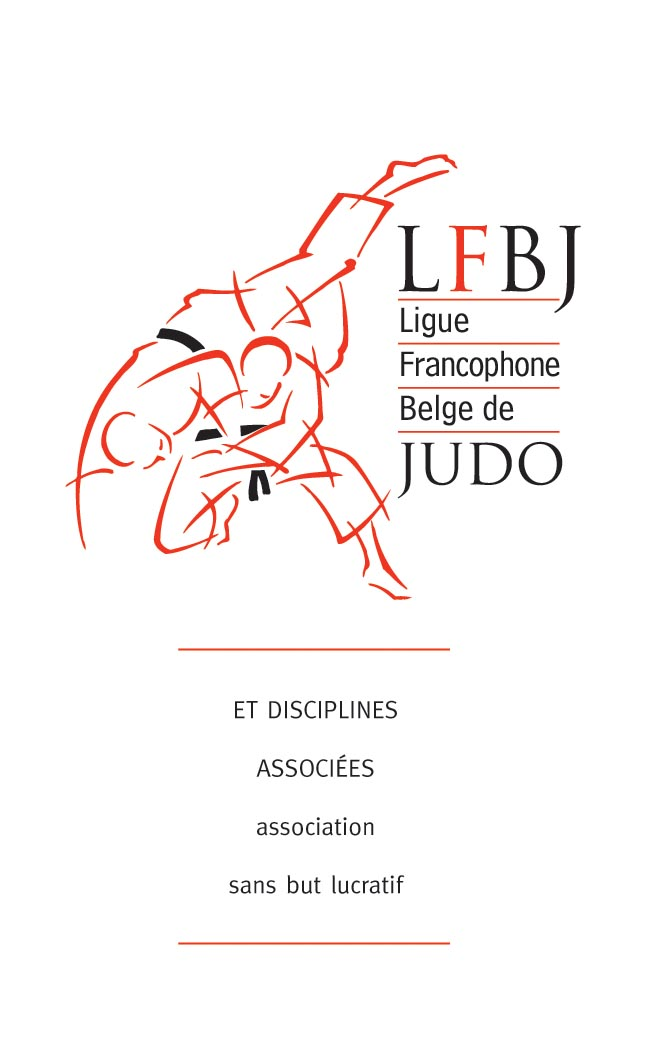 LFBJ
Ligue
Francophone
Belge de
JUDO
ET DISCIPLINES
ASSOCIÉES
association
sans but lucratif